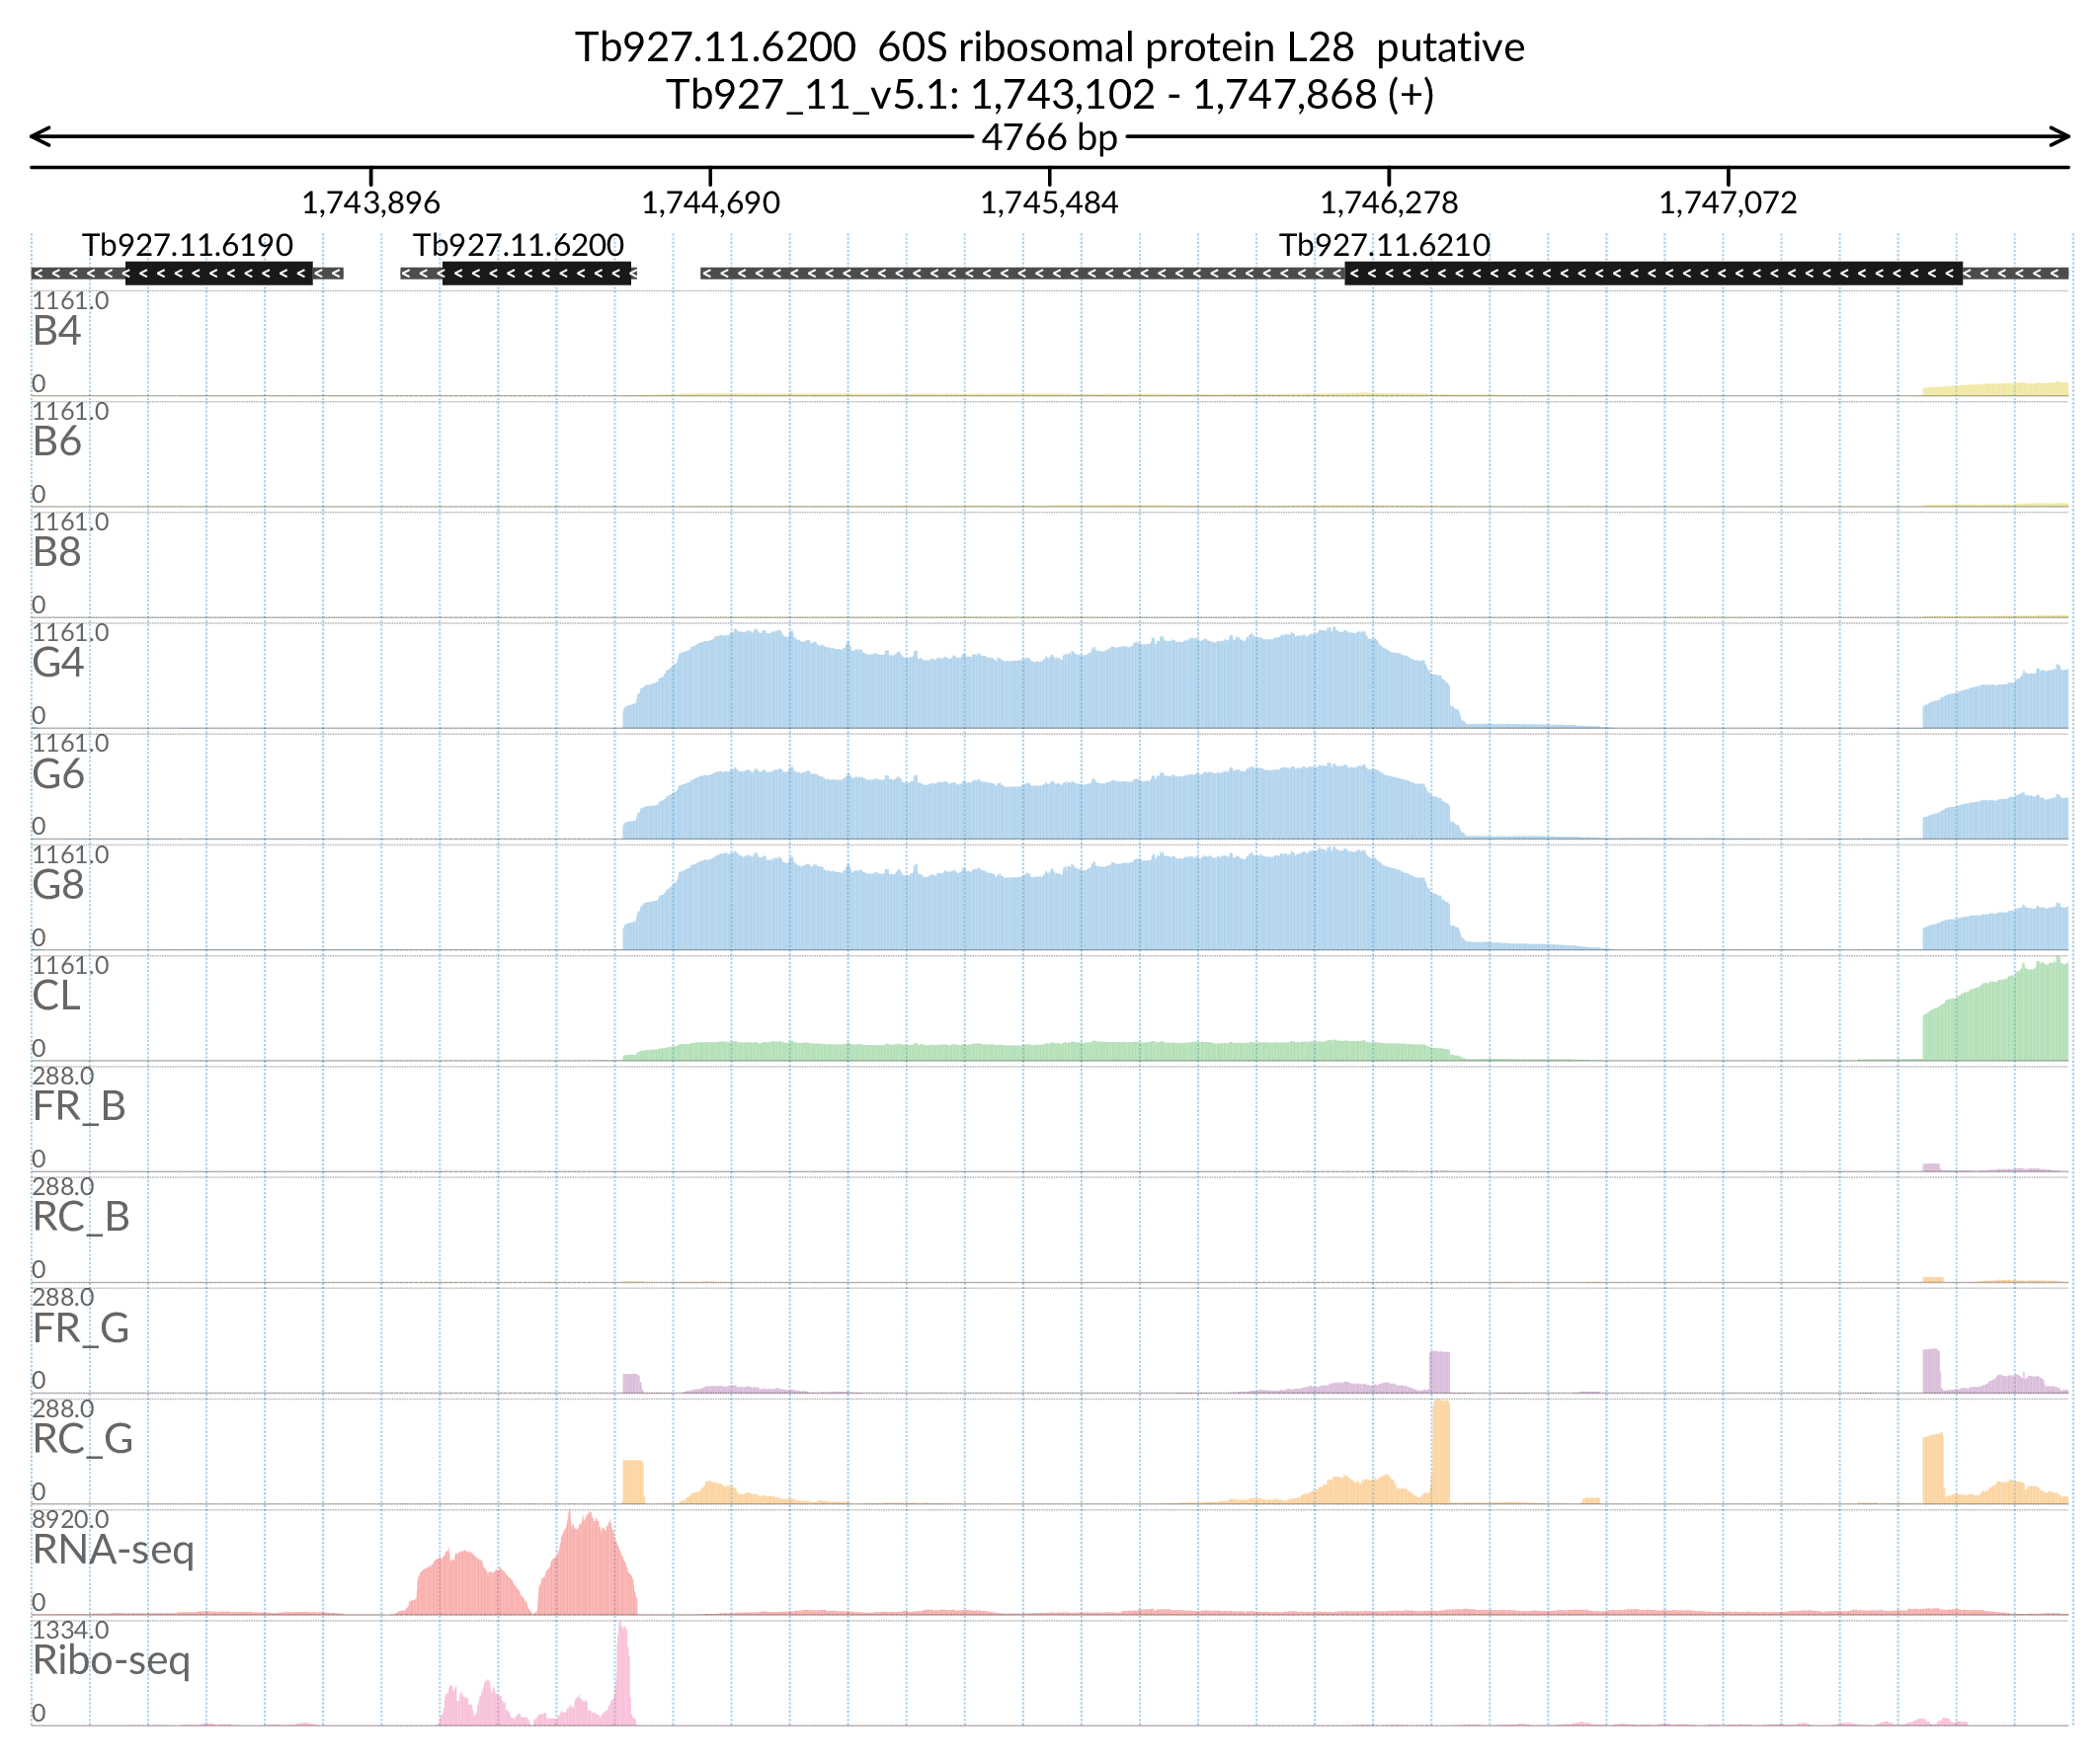 Tb927.11.6200  60S ribosomal protein L28  putative
Tb927_11_v5.1: 1,743,102 - 1,747,868 (+)
4766 bp
1,743,896 1,744,690 1,745,484 1,746,278 1,747,072
Tb927.11.6190 Tb927.11.6200 Tb927.11.6210
1161.0
B4
0
1161.0
B6
0
1161.0
B8
0
1161.0
G4
0
1161.0
G6
0
1161.0
G8
0
1161.0
CL
0
288.0
FR_B
0
288.0
RC_B
0
288.0
FR_G
0
288.0
RC_G
0
8920.0
RNA-seq
0
1334.0
Ribo-seq
0